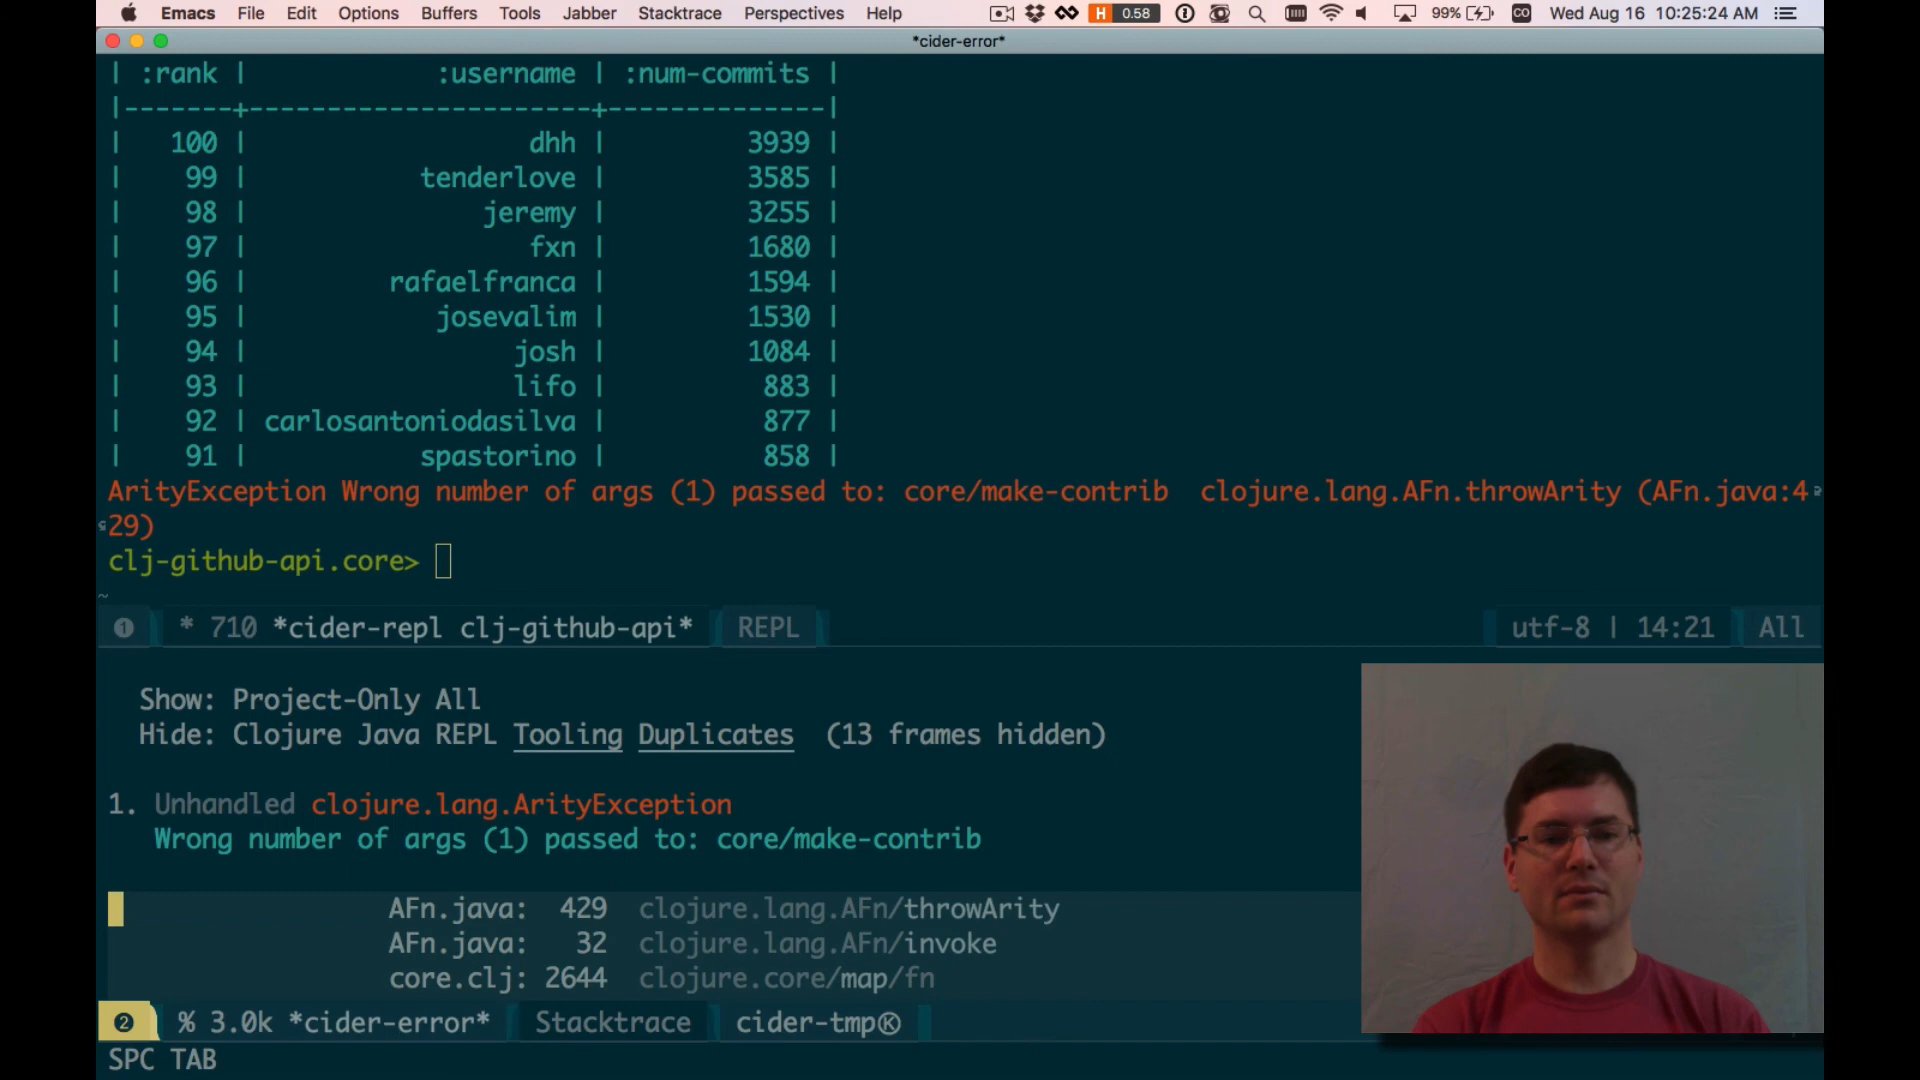 Emacs File Edit Options Buffers Tools Jabber Stacktrace Perspectives Help H 0.58 99% CO Wed Aug 16 10:25:24 AM
*cider-error*
| :rank | :username | :num-commits |
|-------+----------------------+--------------|
| 100 | dhh | 3939 |
| 99 | tenderlove | 3585 |
| 98 | jeremy | 3255 |
| 97 | fxn | 1680 |
| 96 | rafaelfranca | 1594 |
| 95 | josevalim | 1530 |
| 94 | josh | 1084 |
| 93 | lifo | 883 |
| 92 | carlosantoniodasilva | 877 |
| 91 | spastorino | 858 |
ArityException Wrong number of args (1) passed to: core/make-contrib clojure.lang.AFn.throwArity (AFn.java:4
29)
clj-github-api.core>
~
❶ * 710 *cider-repl clj-github-api* REPL utf-8 | 14:21 All
Show: Project-Only All
Hide: Clojure Java REPL Tooling Duplicates (13 frames hidden)
1. Unhandled clojure.lang.ArityException
Wrong number of args (1) passed to: core/make-contrib
AFn.java: 429 clojure.lang.AFn/throwArity
AFn.java: 32 clojure.lang.AFn/invoke
core.clj: 2644 clojure.core/map/fn
❷ % 3.0k *cider-error* Stacktrace cider-tmpⓀ
SPC TAB